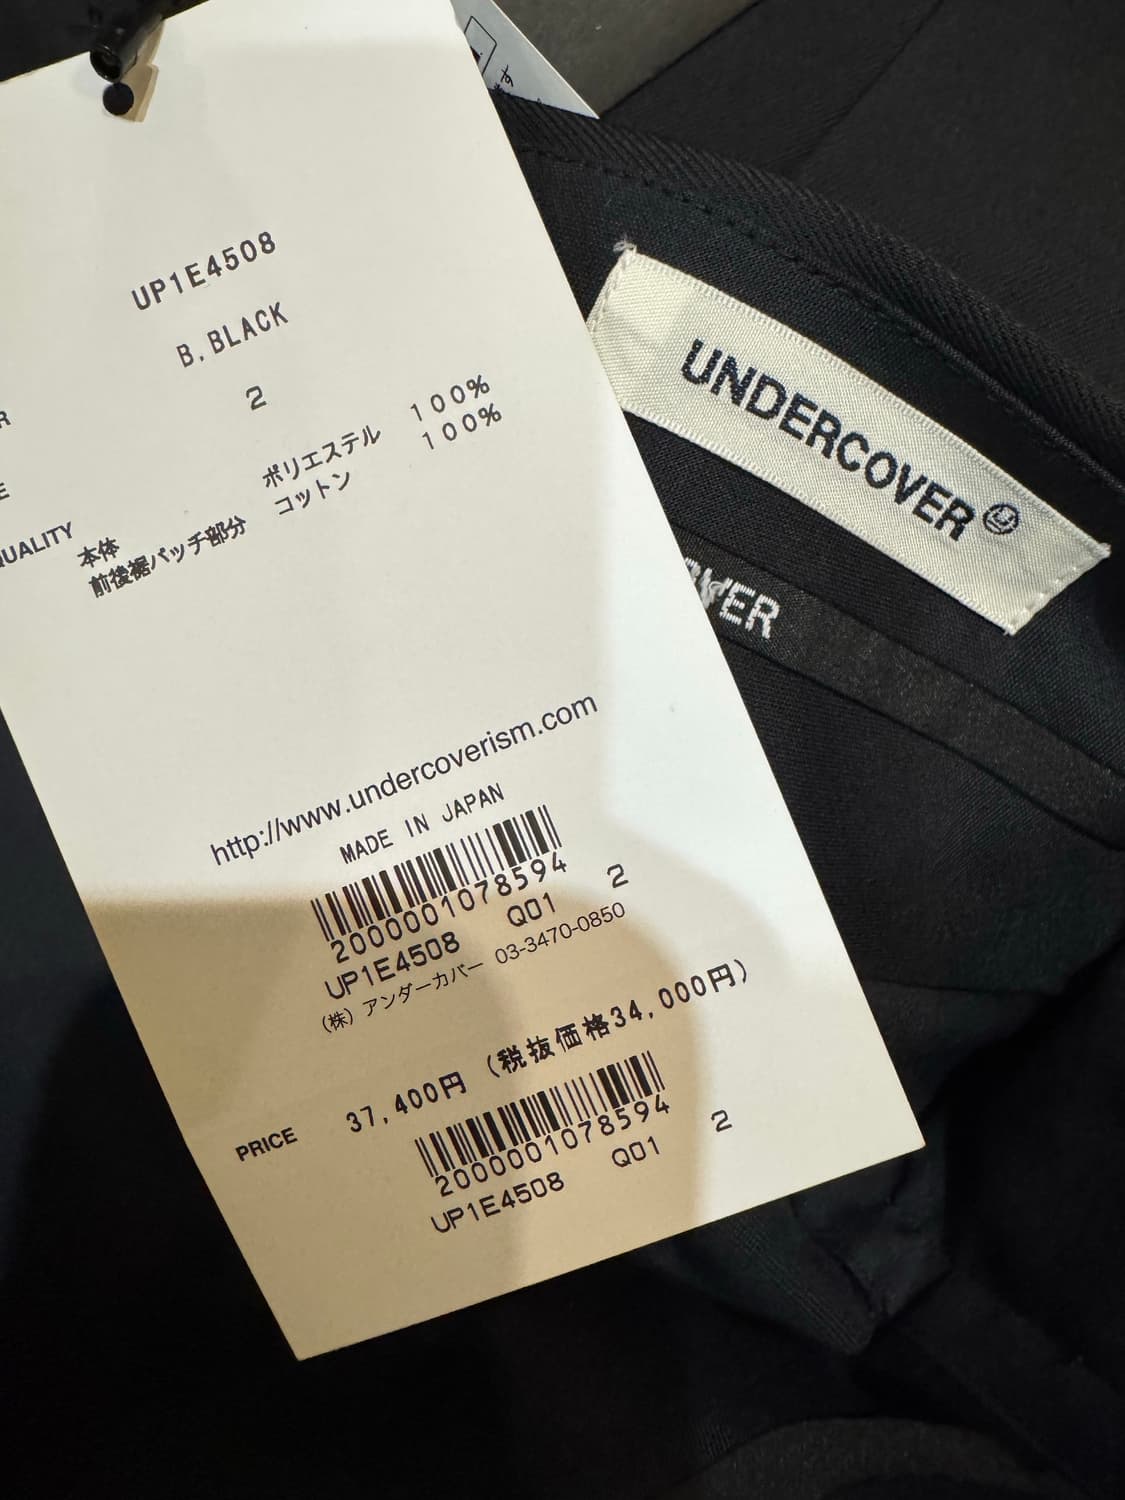 UP1E4508
B.BLACK
2
QUALITY
本体 ポリエステル 100%
前後裾パッチ部分 コットン 100%
http://www.undercoverism.com
MADE IN JAPAN
2000001078594
UP1E4508 Q01 2
(株) アンダーカバー 03-3470-0850
PRICE 37,400円 (税抜価格34,000円)
2000001078594
UP1E4508 Q01 2
UNDERCOVER
VER